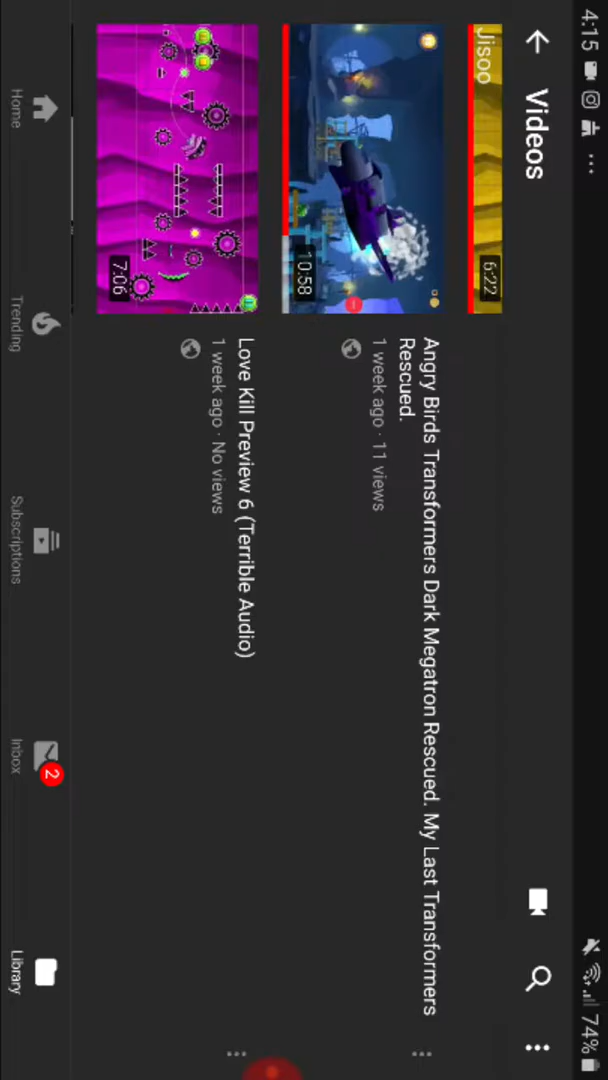 4:15
74%
Videos
Jisoo
6:22
10:58
Angry Birds Transformers Dark Megatron Rescued. My Last Transformers
Rescued.
1 week ago · 11 views
7:06
Love Kill Preview 6 (Terrible Audio)
1 week ago · No views
Home
Trending
Subscriptions
Inbox
2
Library